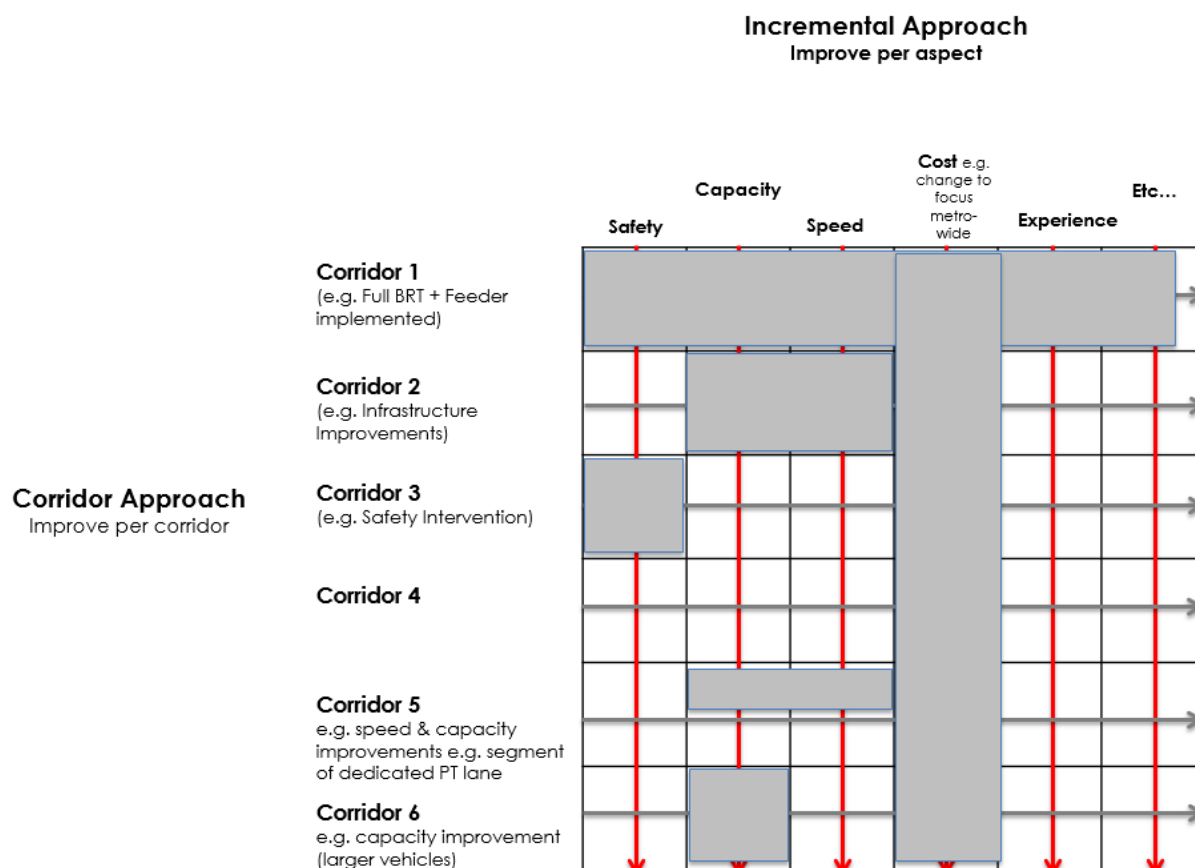 Incremental Approach
Improve per aspect
Cost e.g.
change to
focus
metro-
wide
Capacity
Etc...
Safety
Speed
Experience
Corridor 1
(e.g. Full BRT + Feeder
implemented)
Corridor 2
(e.g. Infrastructure
Improvements)
Corridor Approach
Improve per corridor
Corridor 3
(e.g. Safety Intervention)
Corridor 4
Corridor 5
e.g. speed & capacity
improvements e.g. segment
of dedicated PT lane
Corridor 6
e.g. capacity improvement
(larger vehicles)